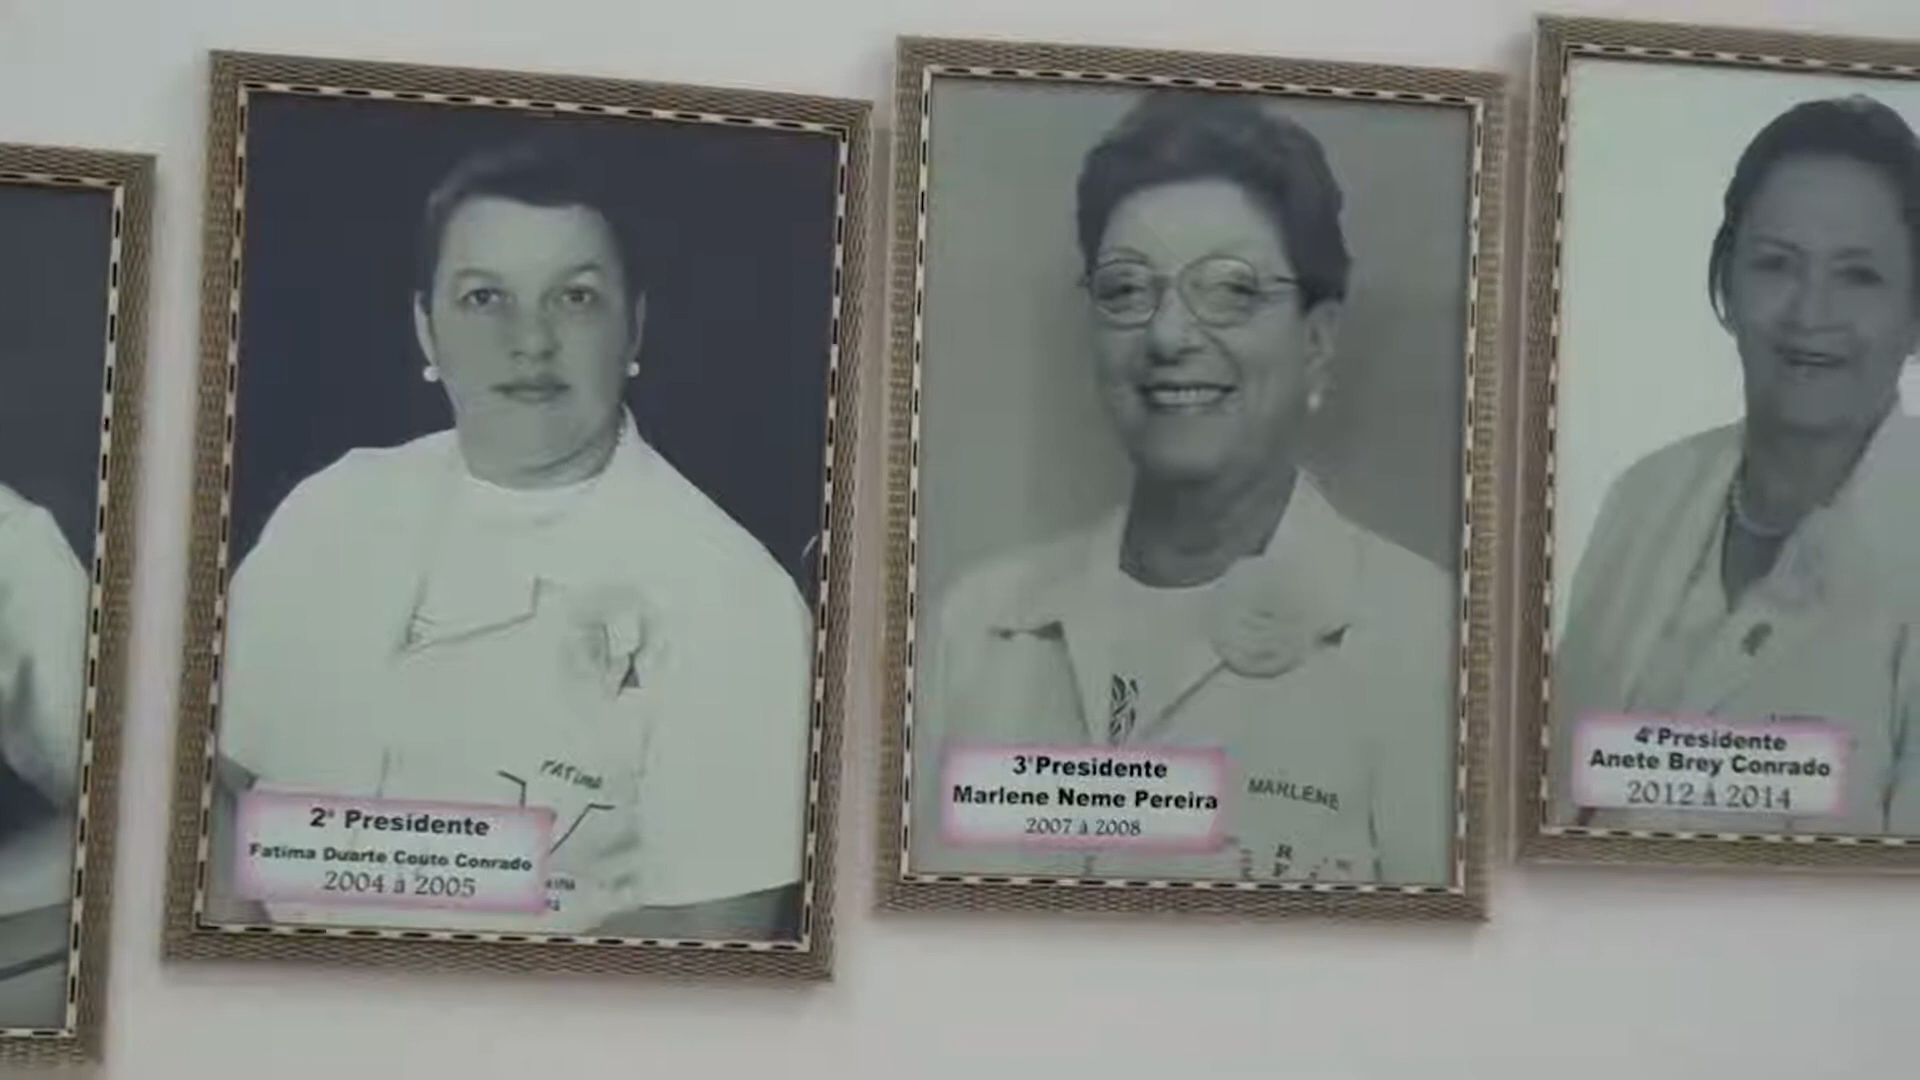 FATIMA
2ª Presidente
Fatima Duarte Couto Conrado
2004 à 2005
3ªPresidente
Marlene Neme Pereira
2007 à 2008
MARLENE
4ªPresidente
Anete Brey Conrado
2012 à 2014